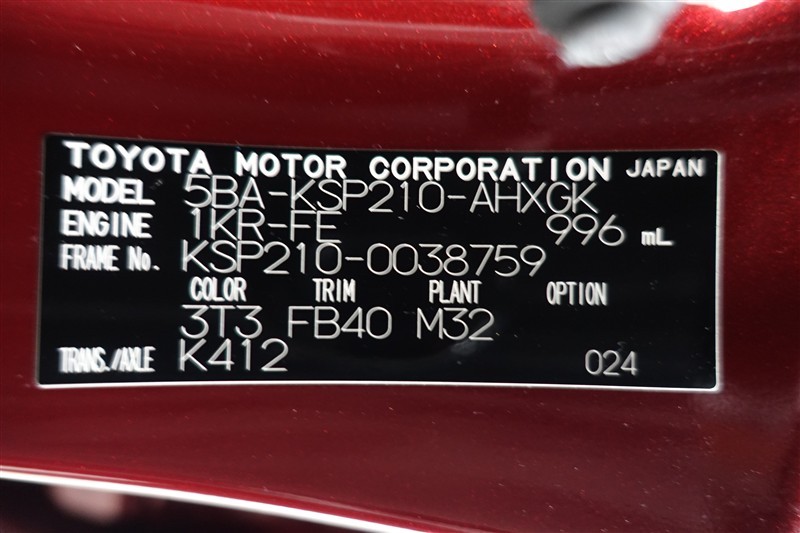 TOYOTA MOTOR CORPORATION JAPAN
MODEL 5BA-KSP210-AHXGK
ENGINE 1KR-FE 996 mL
FRAME No. KSP210-0038759
COLOR TRIM PLANT OPTION
3T3 FB40 M32
TRANS./AXLE K412 024